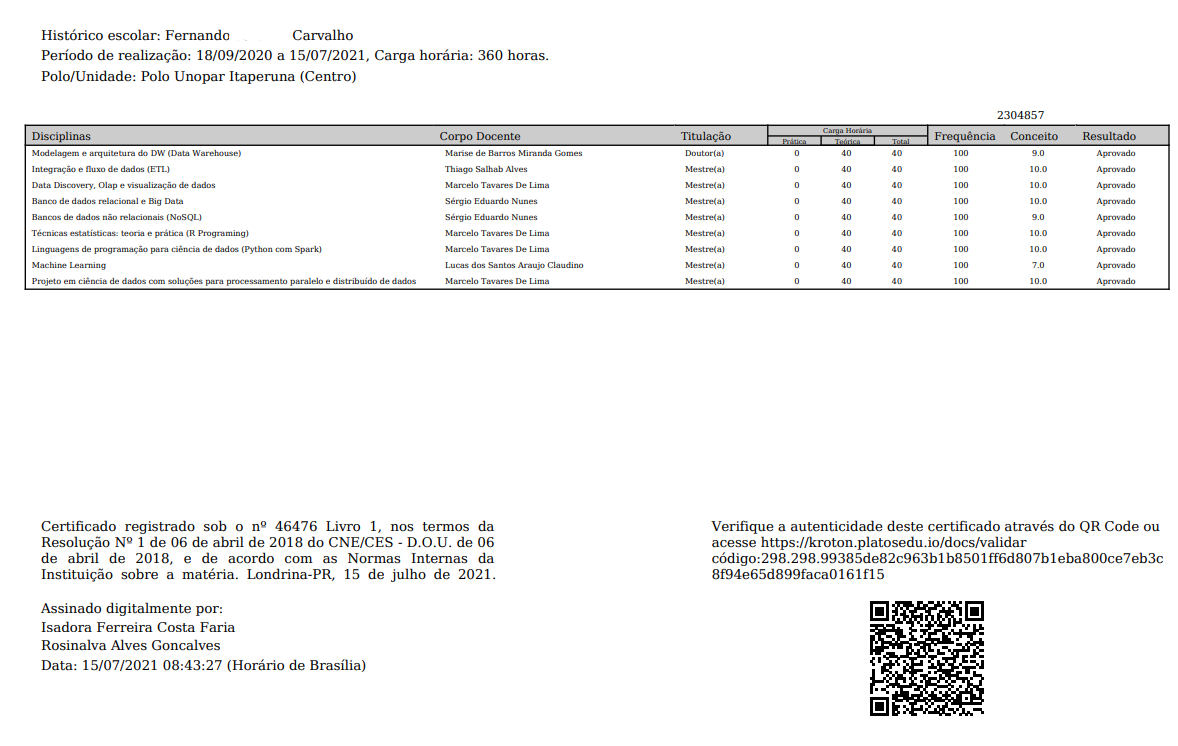 Histórico escolar: Fernando Carvalho
Período de realização: 18/09/2020 a 15/07/2021, Carga horária: 360 horas.
Polo/Unidade: Polo Unopar Itaperuna (Centro)
2304857
Disciplinas Corpo Docente Titulação Carga Horária Frequência Conceito Resultado
Prática Teórica Total
Modelagem e arquitetura do DW (Data Warehouse) Marise de Barros Miranda Gomes Doutor(a) 0 40 40 100 9.0 Aprovado
Integração e fluxo de dados (ETL) Thiago Salhab Alves Mestre(a) 0 40 40 100 10.0 Aprovado
Data Discovery, Olap e visualização de dados Marcelo Tavares De Lima Mestre(a) 0 40 40 100 10.0 Aprovado
Banco de dados relacional e Big Data Sérgio Eduardo Nunes Mestre(a) 0 40 40 100 10.0 Aprovado
Bancos de dados não relacionais (NoSQL) Sérgio Eduardo Nunes Mestre(a) 0 40 40 100 9.0 Aprovado
Técnicas estatísticas: teoria e prática (R Programing) Marcelo Tavares De Lima Mestre(a) 0 40 40 100 10.0 Aprovado
Linguagens de programação para ciência de dados (Python com Spark) Marcelo Tavares De Lima Mestre(a) 0 40 40 100 10.0 Aprovado
Machine Learning Lucas dos Santos Araujo Claudino Mestre(a) 0 40 40 100 7.0 Aprovado
Projeto em ciência de dados com soluções para processamento paralelo e distribuído de dados Marcelo Tavares De Lima Mestre(a) 0 40 40 100 10.0 Aprovado
Certificado registrado sob o nº 46476 Livro 1, nos termos da
Resolução Nº 1 de 06 de abril de 2018 do CNE/CES - D.O.U. de 06
de abril de 2018, e de acordo com as Normas Internas da
Instituição sobre a matéria. Londrina-PR, 15 de julho de 2021.
Assinado digitalmente por:
Isadora Ferreira Costa Faria
Rosinalva Alves Goncalves
Data: 15/07/2021 08:43:27 (Horário de Brasília)
Verifique a autenticidade deste certificado através do QR Code ou
acesse https://kroton.platosedu.io/docs/validar
código:298.298.99385de82c963b1b8501ff6d807b1eba800ce7eb3c
8f94e65d899faca0161f15